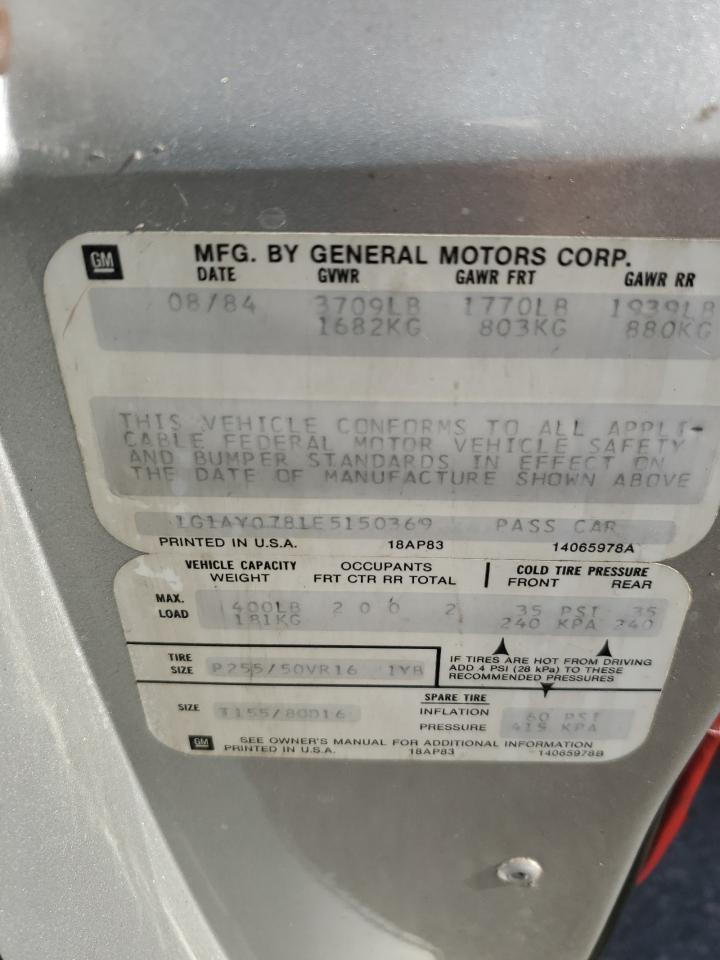 GM
MFG. BY GENERAL MOTORS CORP.
DATE GVWR GAWR FRT GAWR RR
08/84 3709LB 1770LB 1939LB
1682KG 803KG 880KG
THIS VEHICLE CONFORMS TO ALL APPLI-
CABLE FEDERAL MOTOR VEHICLE SAFETY
AND BUMPER STANDARDS IN EFFECT ON
THE DATE OF MANUFACTURE SHOWN ABOVE
1G1AY0781E5150369 PASS CAR
PRINTED IN U.S.A. 18AP83 14065978A
VEHICLE CAPACITY OCCUPANTS COLD TIRE PRESSURE
WEIGHT FRT CTR RR TOTAL FRONT REAR
MAX. LOAD 400LB 2 0 0 2 35 PSI 35
181KG 240 KPA 240
TIRE SIZE P255/50VR16 1YB
IF TIRES ARE HOT FROM DRIVING
ADD 4 PSI (28 kPa) TO THESE
RECOMMENDED PRESSURES
SPARE TIRE
SIZE T155/80D16 INFLATION 60 PSI
PRESSURE 415 KPA
GM SEE OWNER'S MANUAL FOR ADDITIONAL INFORMATION
PRINTED IN U.S.A. 18AP83 14065978B